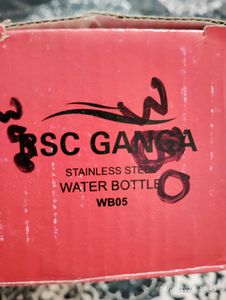 RSC GANGA
STAINLESS STEEL
WATER BOTTLE
WB05